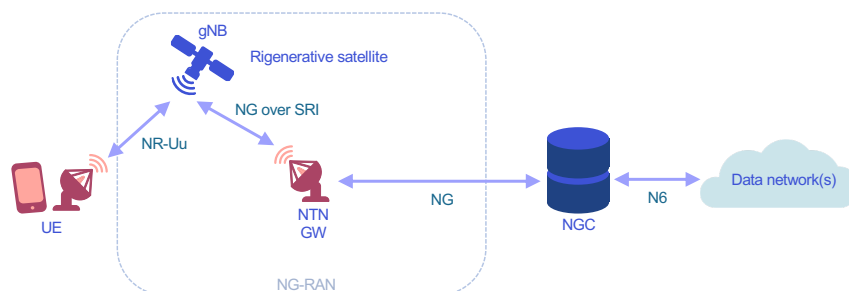 gNB
Rigenerative satellite
NG over SRI
NR-Uu
UE
NTN
GW
NG
NGC
N6
Data network(s)
NG-RAN